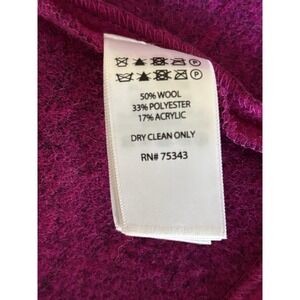 50% WOOL
33% POLYESTER
17% ACRYLIC
DRY CLEAN ONLY
RN# 75343